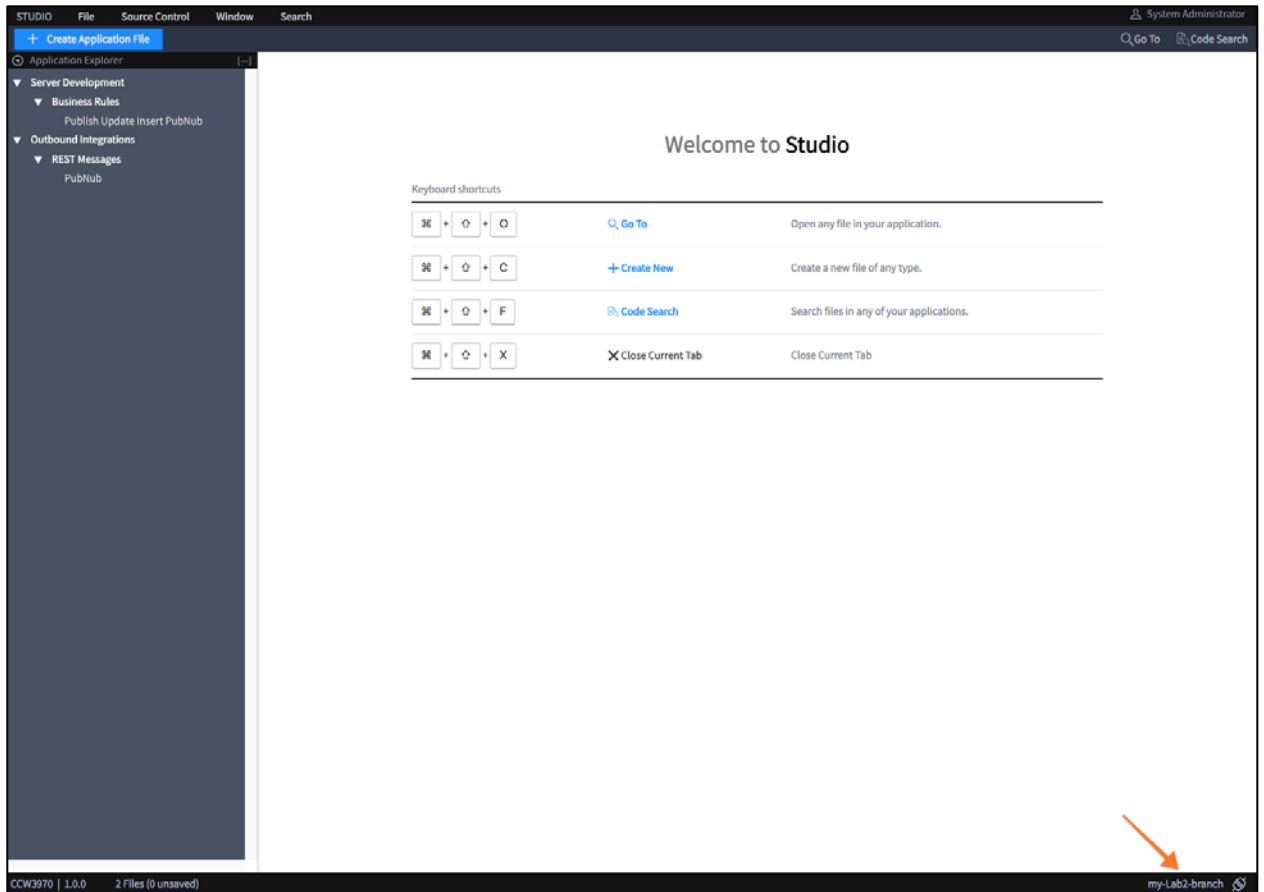 STUDIO File Source Control Window Search System Administrator
+ Create Application File Go To Code Search
Application Explorer [—]
Server Development
Business Rules
Publish Update Insert PubNub
Outbound Integrations
REST Messages
PubNub
Welcome to Studio
Keyboard shortcuts
⌘ + ⇧ + O Go To Open any file in your application.
⌘ + ⇧ + C + Create New Create a new file of any type.
⌘ + ⇧ + F Code Search Search files in any of your applications.
⌘ + ⇧ + X Close Current Tab Close Current Tab
CCW3970 | 1.0.0 2 Files (0 unsaved) my-Lab2-branch